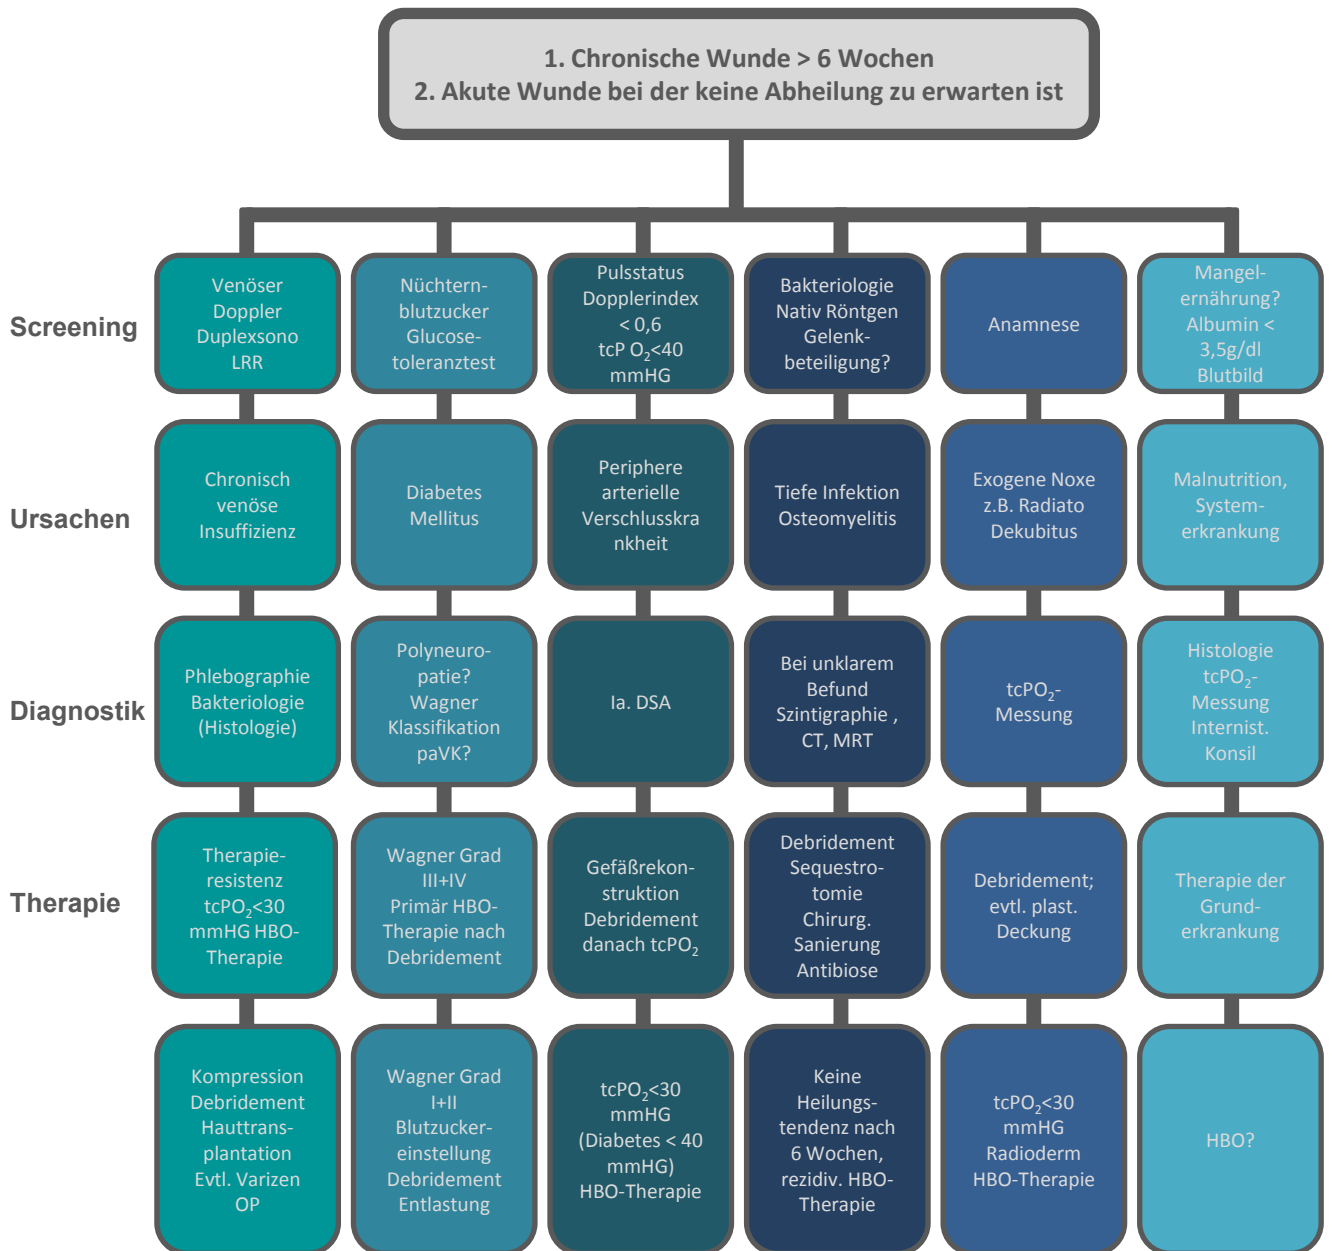 1. Chronische Wunde > 6 Wochen
2. Akute Wunde bei der keine Abheilung zu erwarten ist
Screening
Venöser
Doppler
Duplexsono
LRR
Nüchtern-
blutzucker
Glucose-
toleranztest
Pulsstatus
Dopplerindex
< 0,6
tcP O₂<40
mmHG
Bakteriologie
Nativ Röntgen
Gelenk-
beteiligung?
Anamnese
Mangel-
ernährung?
Albumin <
3,5g/dl
Blutbild
Ursachen
Chronisch
venöse
Insuffizienz
Diabetes
Mellitus
Periphere
arterielle
Verschlusskra
nkheit
Tiefe Infektion
Osteomyelitis
Exogene Noxe
z.B. Radiato
Dekubitus
Malnutrition,
System-
erkrankung
Diagnostik
Phlebographie
Bakteriologie
(Histologie)
Polyneuro-
patie?
Wagner
Klassifikation
paVK?
Ia. DSA
Bei unklarem
Befund
Szintigraphie ,
CT, MRT
tcPO₂-
Messung
Histologie
tcPO₂-
Messung
Internist.
Konsil
Therapie
Therapie-
resistenz
tcPO₂<30
mmHG HBO-
Therapie
Wagner Grad
III+IV
Primär HBO-
Therapie nach
Debridement
Gefäßrekon-
struktion
Debridement
danach tcPO₂
Debridement
Sequestro-
tomie
Chirurg.
Sanierung
Antibiose
Debridement;
evtl. plast.
Deckung
Therapie der
Grund-
erkrankung
Kompression
Debridement
Hauttrans-
plantation
Evtl. Varizen
OP
Wagner Grad
I+II
Blutzucker-
einstellung
Debridement
Entlastung
tcPO₂<30
mmHG
(Diabetes < 40
mmHG)
HBO-Therapie
Keine
Heilungs-
tendenz nach
6 Wochen,
rezidiv. HBO-
Therapie
tcPO₂<30
mmHG
Radioderm
HBO-Therapie
HBO?